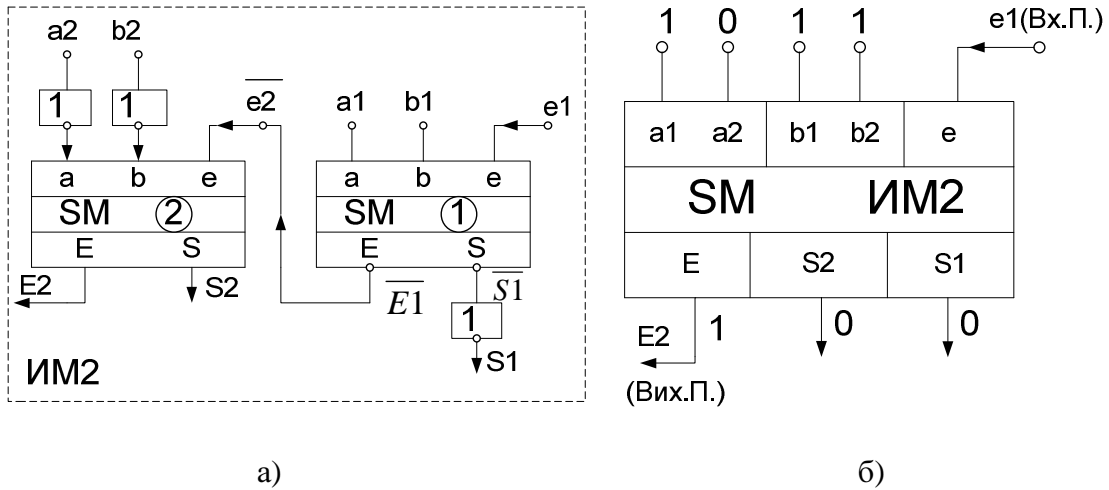 a2 b2
1 1
e2 a1 b1 e1
a b e a b e
SM 2 SM 1
E S E S
E2 S2 E1 S1
1
S1
ИМ2
а)
1 0 1 1 e1(Вх.П.)
a1 a2 b1 b2 e
SM ИМ2
E S2 S1
E2 1 0 0
(Вих.П.)
б)